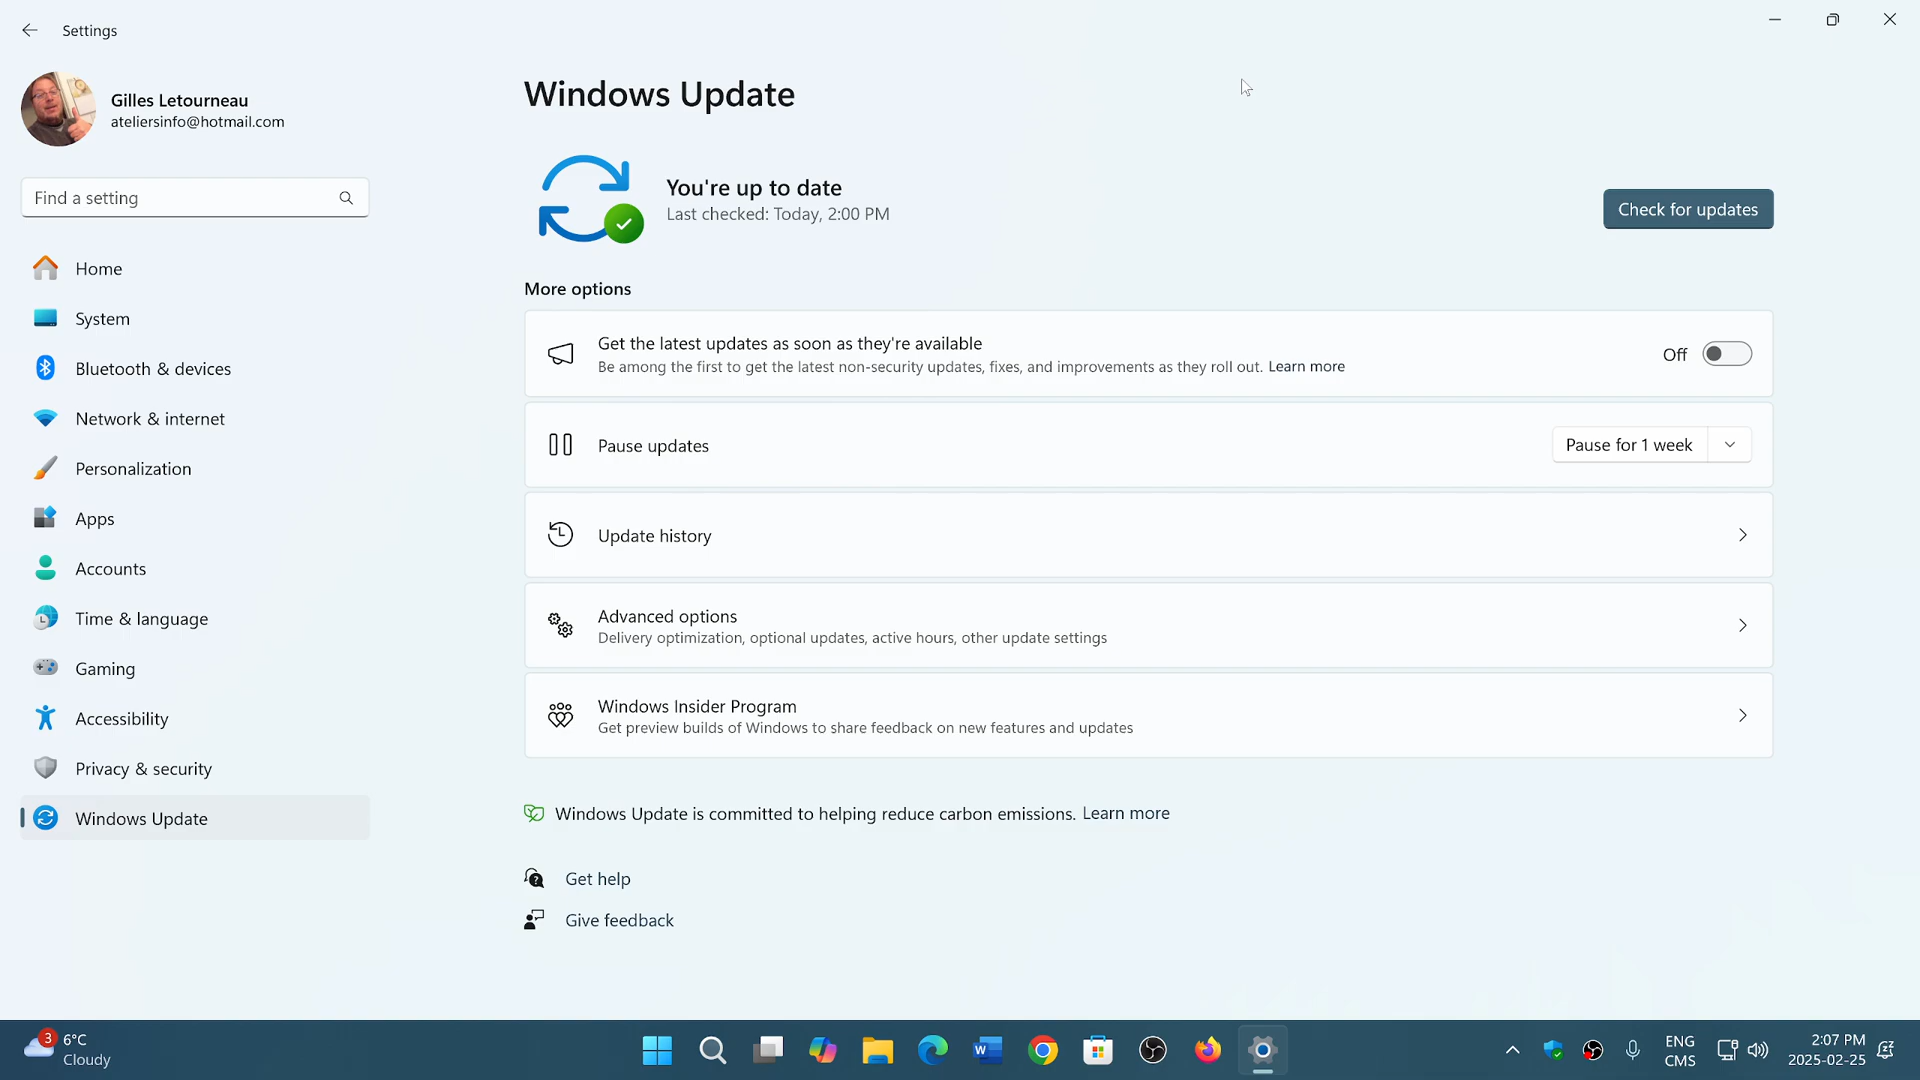 Settings
Gilles Letourneau
ateliersinfo@hotmail.com
Find a setting
Home
System
Bluetooth & devices
Network & internet
Personalization
Apps
Accounts
Time & language
Gaming
Accessibility
Privacy & security
Windows Update
Windows Update
You're up to date
Last checked: Today, 2:00 PM
Check for updates
More options
Get the latest updates as soon as they're available
Be among the first to get the latest non-security updates, fixes, and improvements as they roll out. Learn more
Off
Pause updates
Pause for 1 week
Update history
Advanced options
Delivery optimization, optional updates, active hours, other update settings
Windows Insider Program
Get preview builds of Windows to share feedback on new features and updates
Windows Update is committed to helping reduce carbon emissions. Learn more
Get help
Give feedback
3
6°C
Cloudy
W
ENG
CMS
2:07 PM
2025-02-25